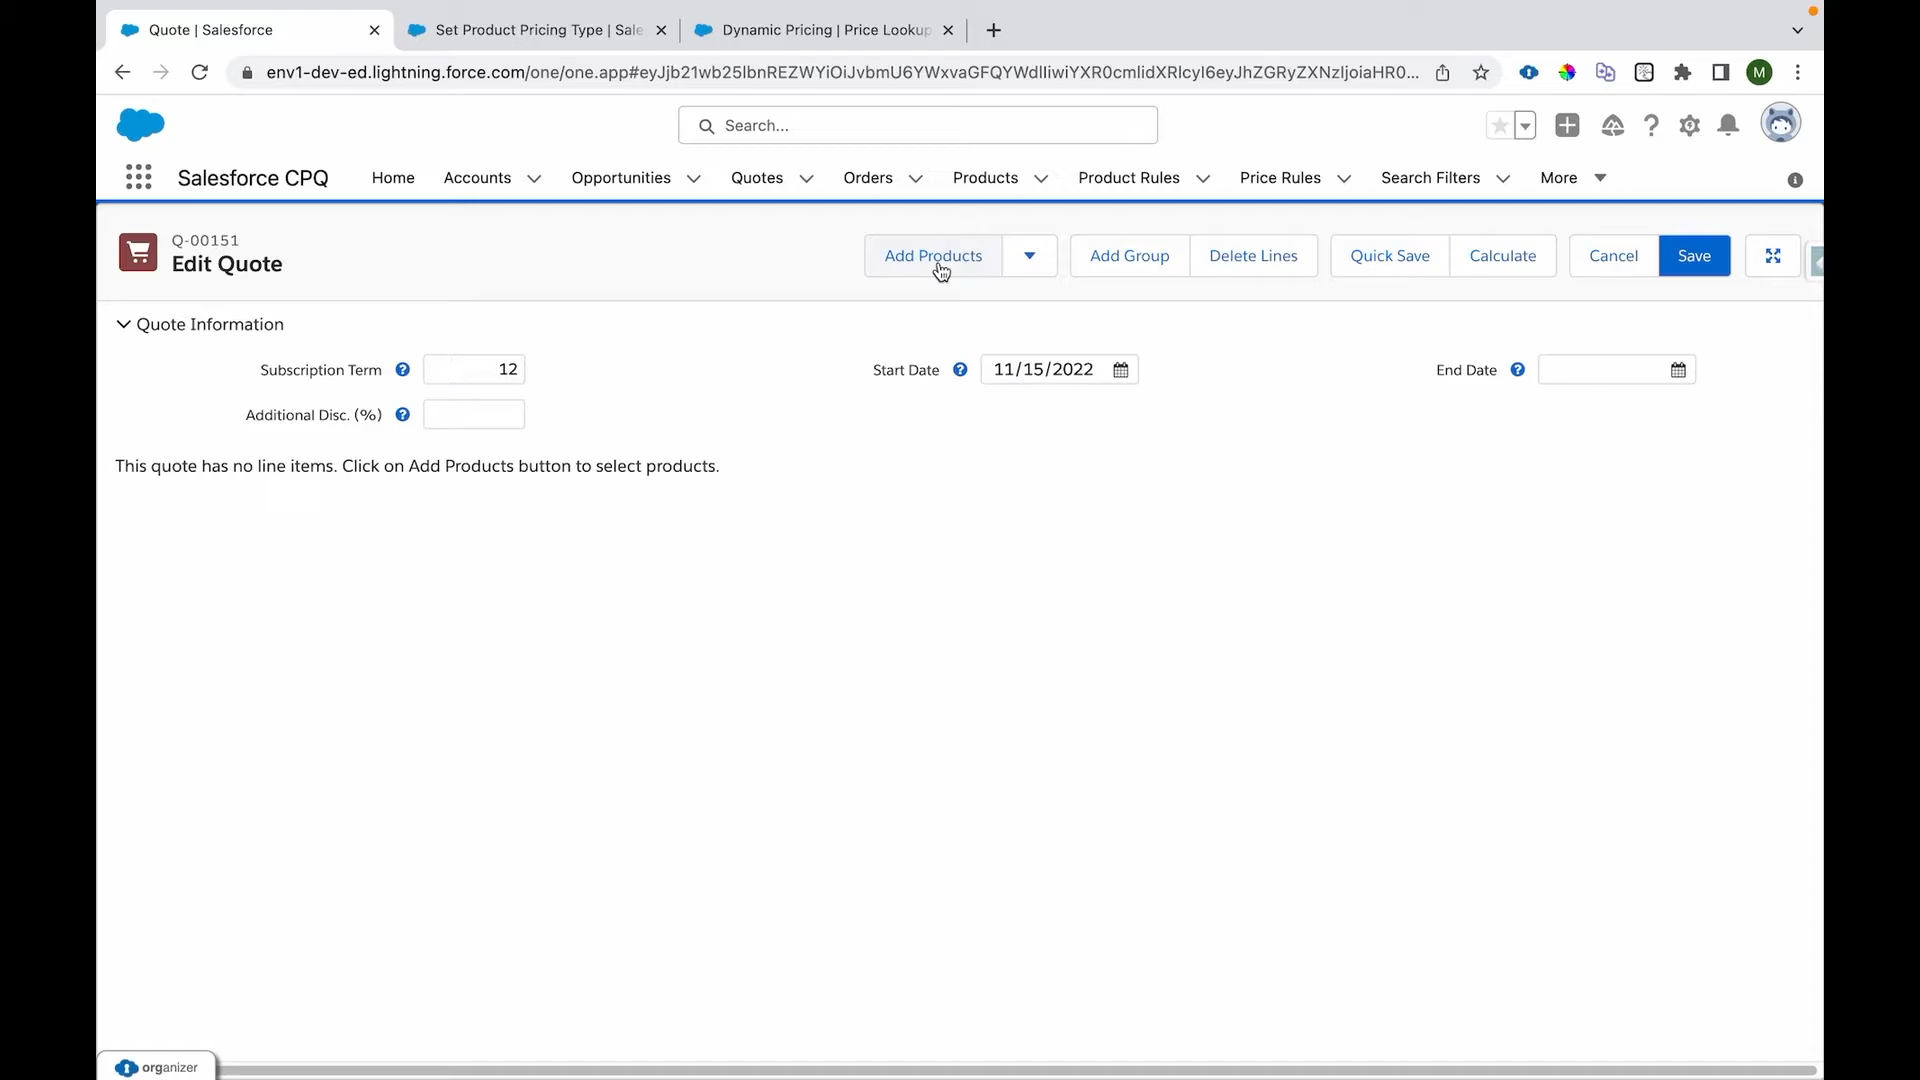 Quote | Salesforce
Set Product Pricing Type | Sale
Dynamic Pricing | Price Lookup
env1-dev-ed.lightning.force.com/one/one.app#eyJjb21wb25lbnREZWYiOiJvbmU6YWxvaGFQYWdlIiwiYXR0cmlidXRlcyI6eyJhZGRyZXNzIjoiaHR0...
M
Search...
Salesforce CPQ
Home
Accounts
Opportunities
Quotes
Orders
Products
Product Rules
Price Rules
Search Filters
More
Q-00151
Edit Quote
Add Products
Add Group
Delete Lines
Quick Save
Calculate
Cancel
Save
Quote Information
Subscription Term
12
Start Date
11/15/2022
End Date
Additional Disc. (%)
This quote has no line items. Click on Add Products button to select products.
organizer